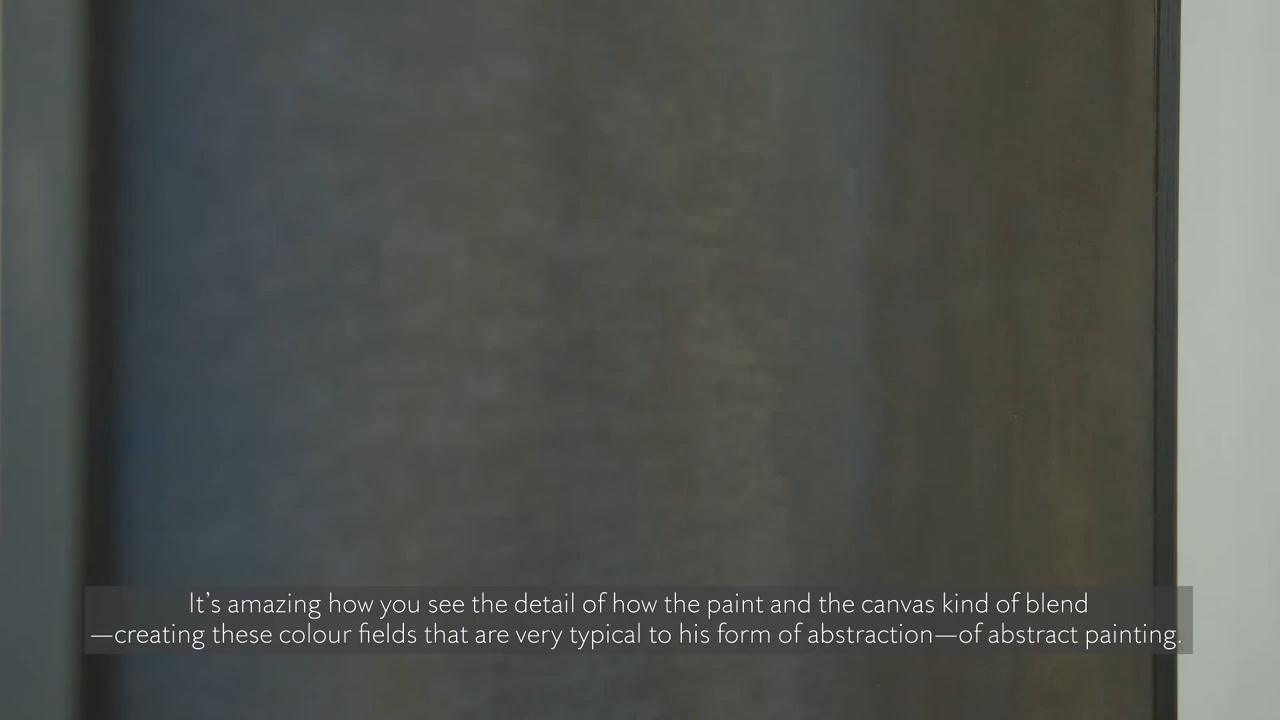 It’s amazing how you see the detail of how the paint and the canvas kind of blend
—creating these colour fields that are very typical to his form of abstraction—of abstract painting.